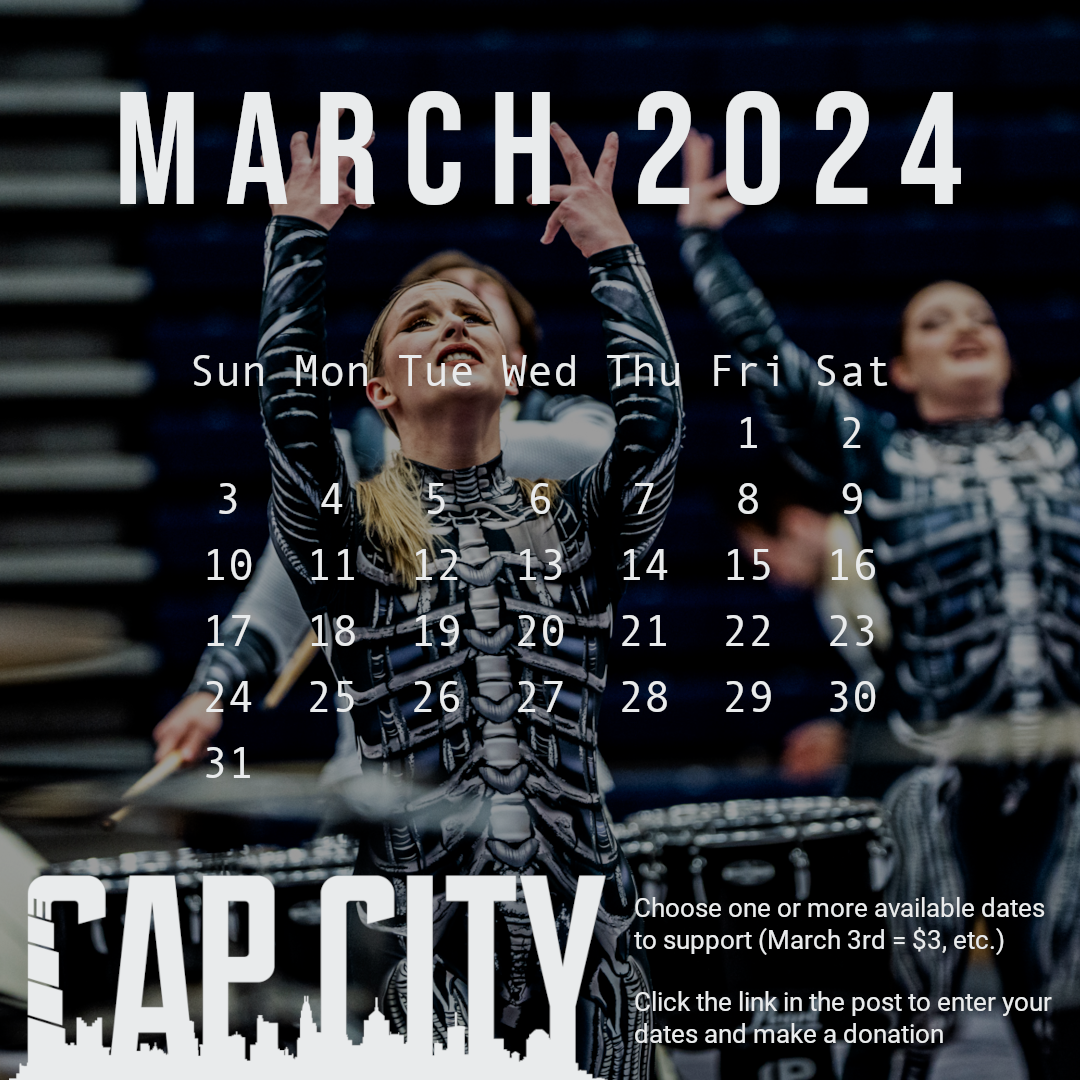 MARCH 2024
Sun Mon Tue Wed Thu Fri Sat
1 2
3 4 5 6 7 8 9
10 11 12 13 14 15 16
17 18 19 20 21 22 23
24 25 26 27 28 29 30
31
CAP CITY
Choose one or more available dates
to support (March 3rd = $3, etc.)
Click the link in the post to enter your
dates and make a donation